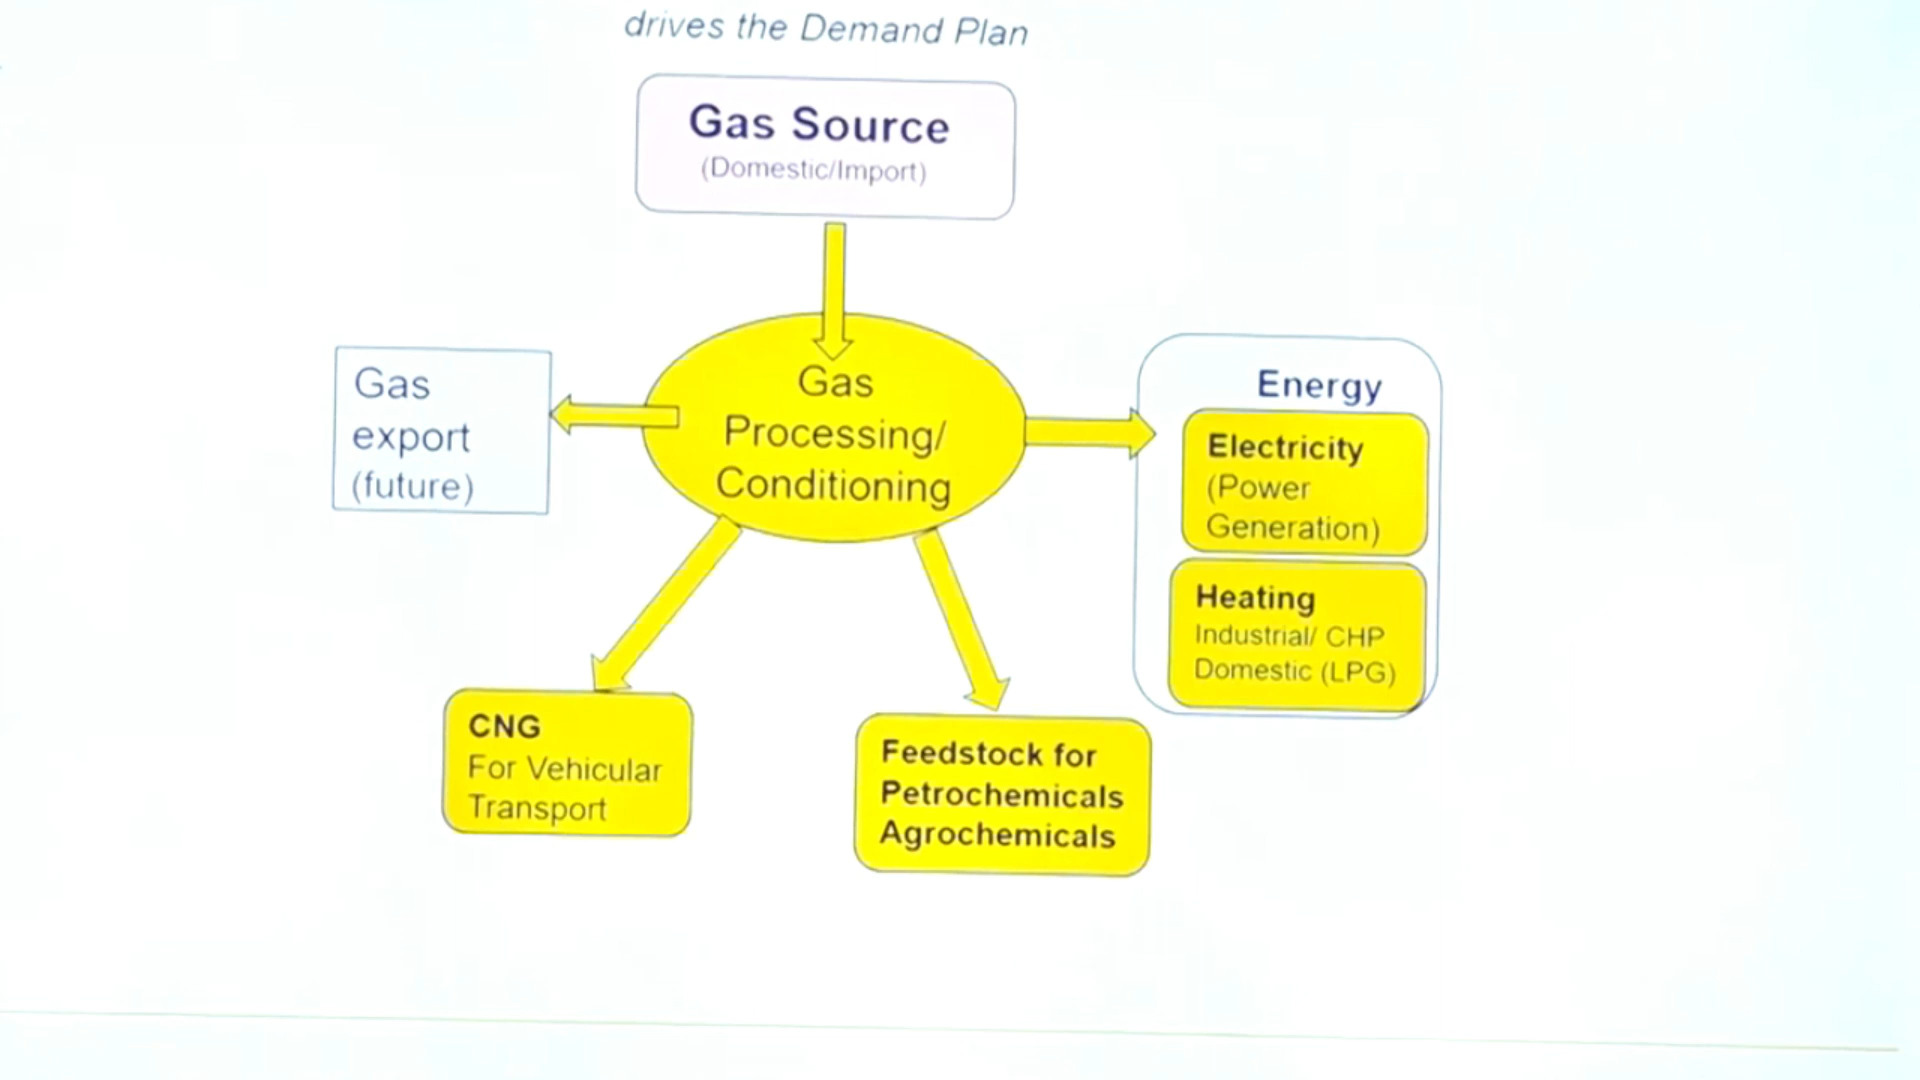 drives the Demand Plan
Gas Source
(Domestic/Import)
Gas
Processing/
Conditioning
Gas
export
(future)
Energy
Electricity
(Power
Generation)
Heating
Industrial/ CHP
Domestic (LPG)
CNG
For Vehicular
Transport
Feedstock for
Petrochemicals
Agrochemicals